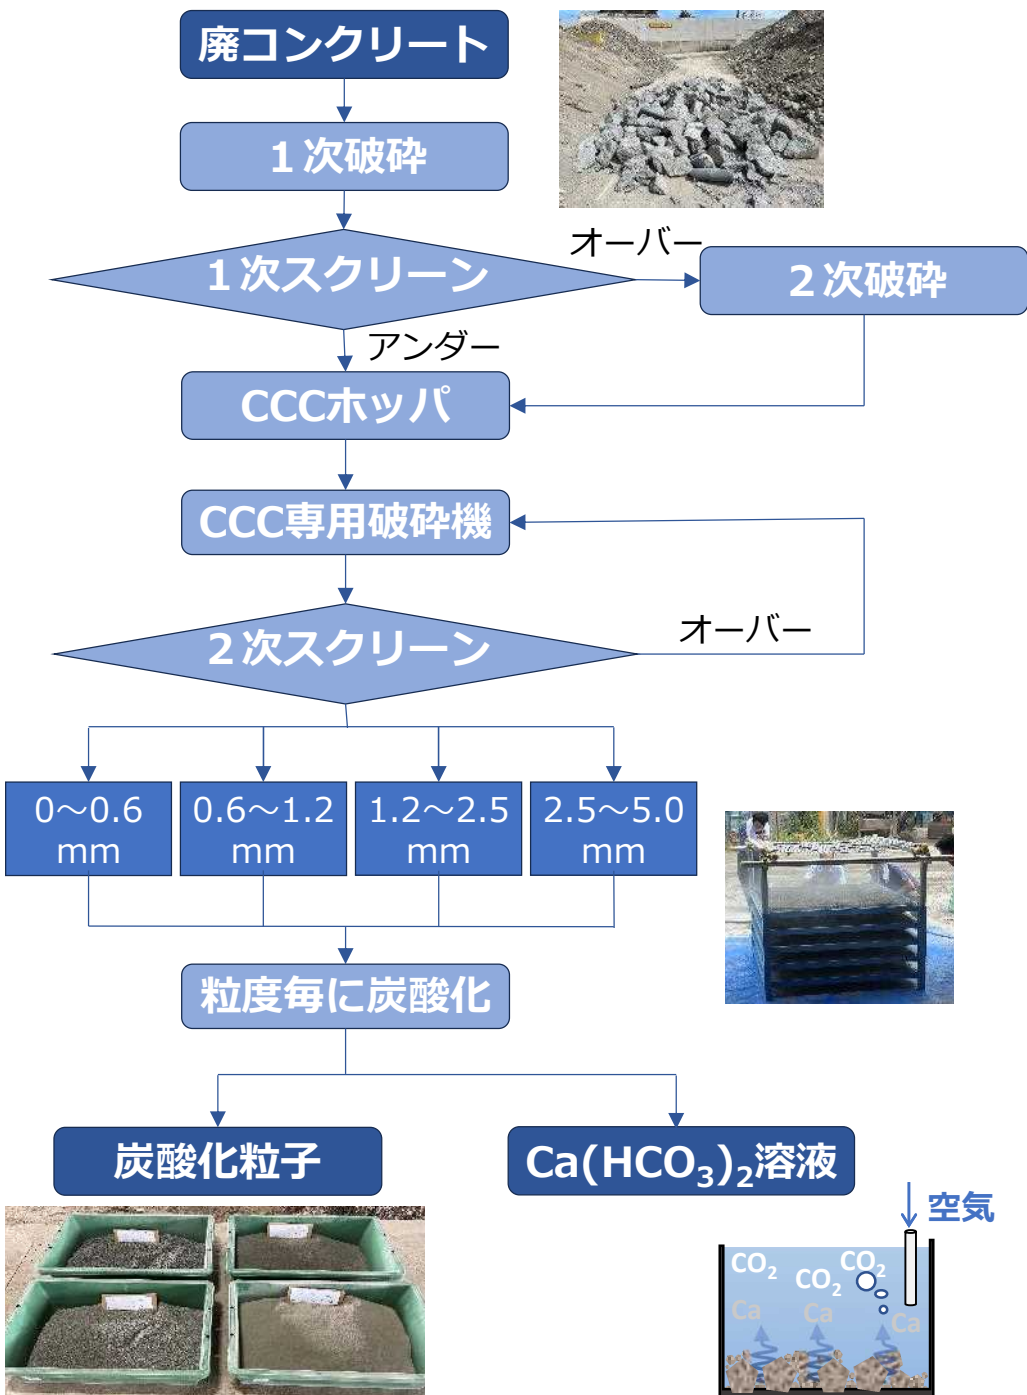 廃コンクリート
１次破砕
オーバー
１次スクリーン
２次破砕
アンダー
CCCホッパ
CCC専用破砕機
オーバー
２次スクリーン
0～0.6
mm
0.6～1.2
mm
1.2～2.5
mm
2.5～5.0
mm
粒度毎に炭酸化
炭酸化粒子
Ca(HCO₃)₂溶液
空気
CO₂
CO₂
CO₂
Ca
Ca
Ca